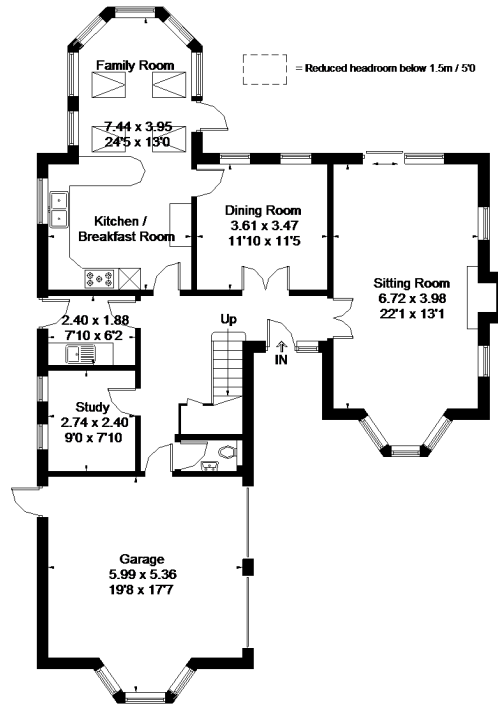 Family Room
= Reduced headroom below 1.5m / 5'0
7.44 x 3.95
24'5 x 13'0
Kitchen /
Breakfast Room
Dining Room
3.61 x 3.47
11'10 x 11'5
Sitting Room
6.72 x 3.98
22'1 x 13'1
2.40 x 1.88
7'10 x 6'2
Up
IN
Study
2.74 x 2.40
9'0 x 7'10
Garage
5.99 x 5.36
19'8 x 17'7